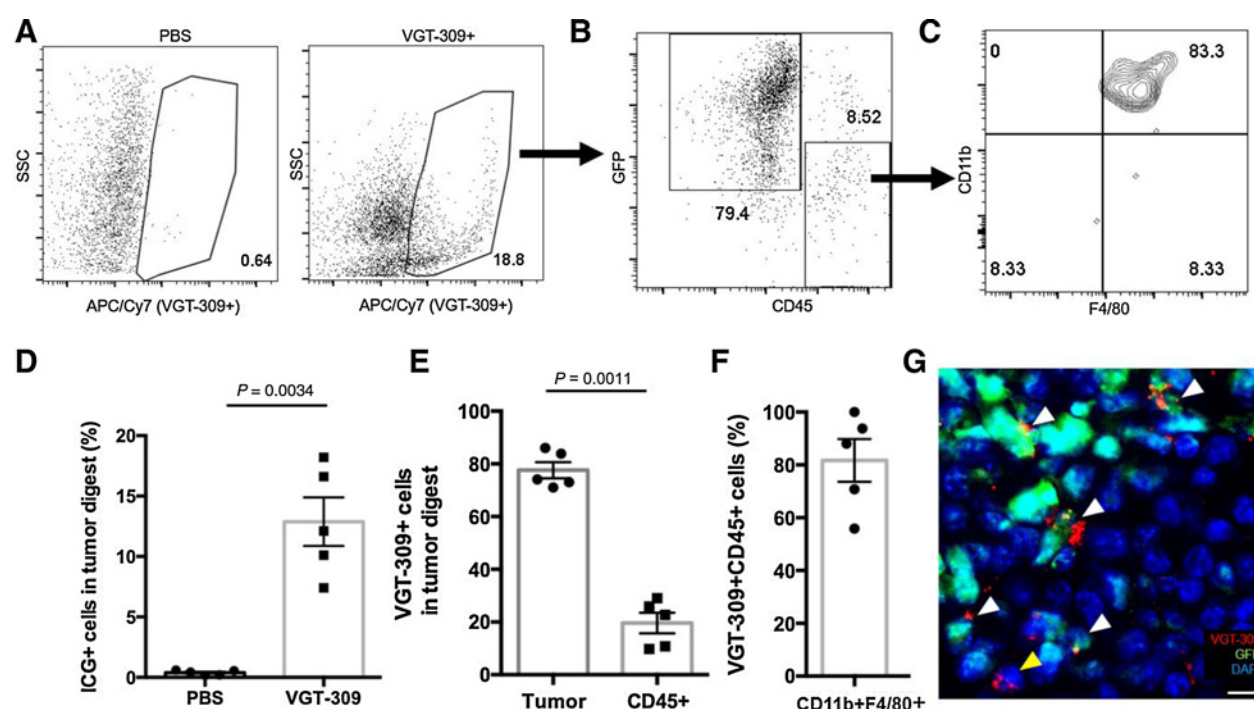 A
PBS
VGT-309+
SSC
SSC
0.64
18.8
APC/Cy7 (VGT-309+)
APC/Cy7 (VGT-309+)
B
GFP
8.52
79.4
CD45
C
0
83.3
CD11b
8.33
8.33
F4/80
D
P = 0.0034
ICG+ cells in tumor digest (%)
20
15
10
5
0
PBS
VGT-309
E
P = 0.0011
VGT-309+ cells
in tumor digest
100
80
60
40
20
0
Tumor
CD45+
F
VGT-309+CD45+ cells (%)
100
80
60
40
20
0
CD11b+F4/80+
G
VGT-30
GF
DAP